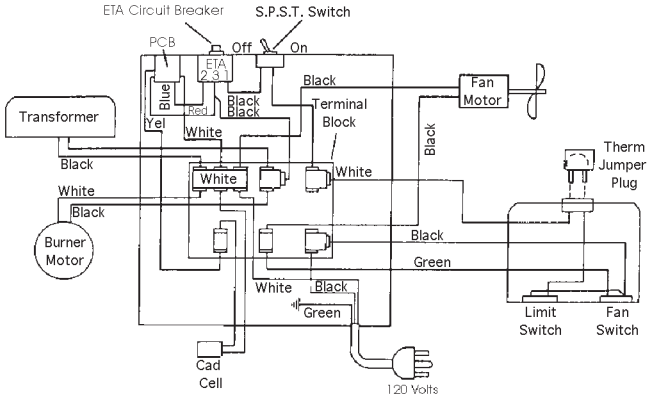 ETA Circuit Breaker
S.P.S.T. Switch
PCB
Off
On
ETA
2 3 1
Blue
Red
Black
Black
Black
Fan
Motor
Transformer
Yel
White
Terminal
Block
Black
Therm
Jumper
Plug
Black
White
White
White
Black
Burner
Motor
Black
Green
White
Black
Green
Limit
Switch
Fan
Switch
Cad
Cell
120 Volts